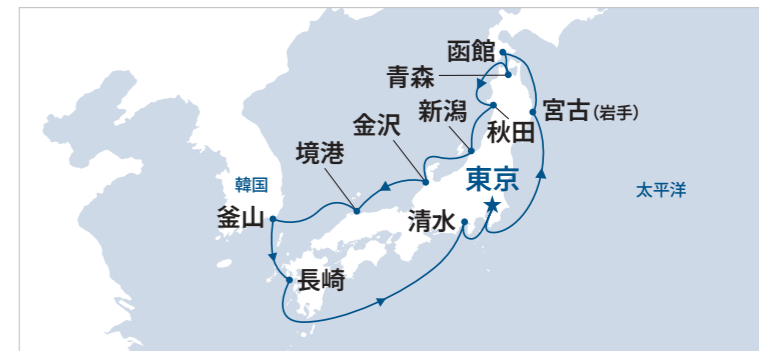 函館
青森
宮古(岩手)
新潟
秋田
金沢
境港
東京
韓国
太平洋
釜山
清水
長崎